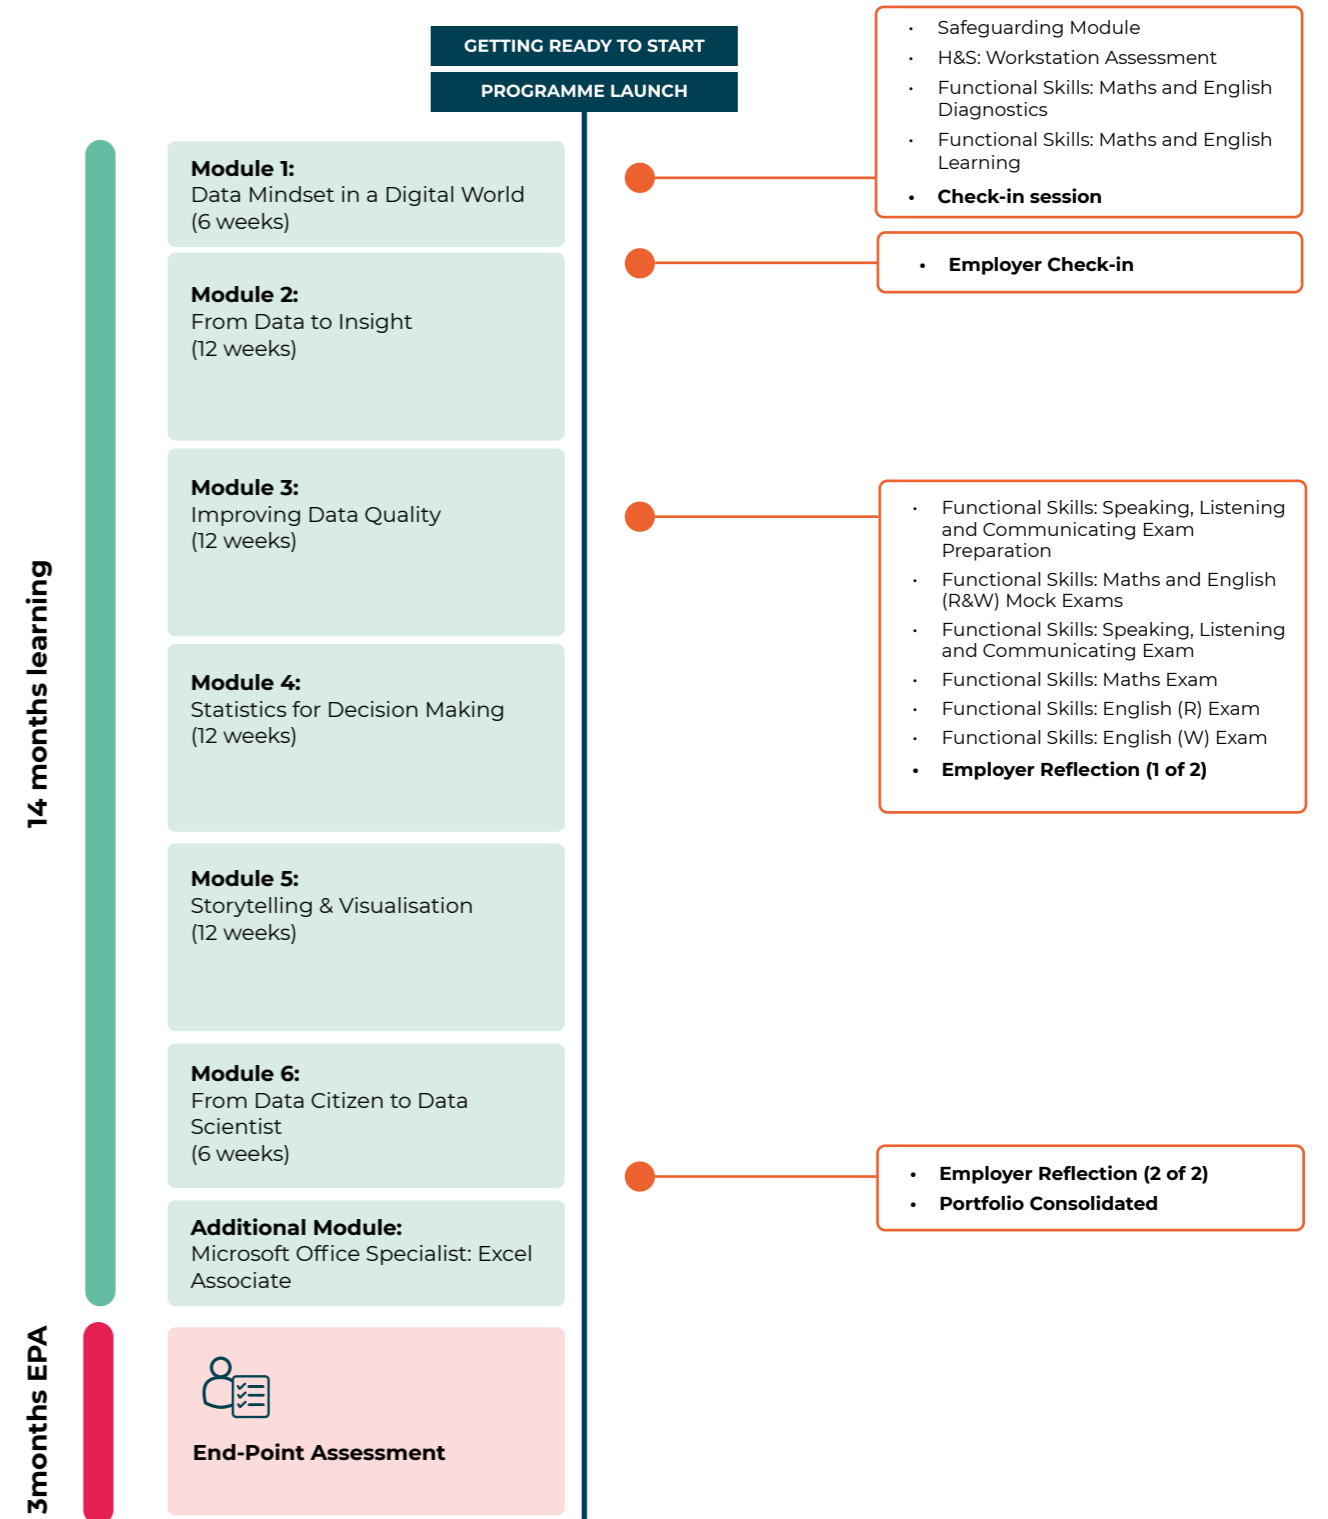 GETTING READY TO START
PROGRAMME LAUNCH
14 months learning
Module 1:
Data Mindset in a Digital World
(6 weeks)
• Safeguarding Module
• H&S: Workstation Assessment
• Functional Skills: Maths and English
Diagnostics
• Functional Skills: Maths and English
Learning
• Check-in session
Module 2:
From Data to Insight
(12 weeks)
• Employer Check-in
Module 3:
Improving Data Quality
(12 weeks)
• Functional Skills: Speaking, Listening
and Communicating Exam
Preparation
• Functional Skills: Maths and English
(R&W) Mock Exams
• Functional Skills: Speaking, Listening
and Communicating Exam
• Functional Skills: Maths Exam
• Functional Skills: English (R) Exam
• Functional Skills: English (W) Exam
• Employer Reflection (1 of 2)
Module 4:
Statistics for Decision Making
(12 weeks)
Module 5:
Storytelling & Visualisation
(12 weeks)
Module 6:
From Data Citizen to Data
Scientist
(6 weeks)
• Employer Reflection (2 of 2)
• Portfolio Consolidated
Additional Module:
Microsoft Office Specialist: Excel
Associate
3months EPA
End-Point Assessment